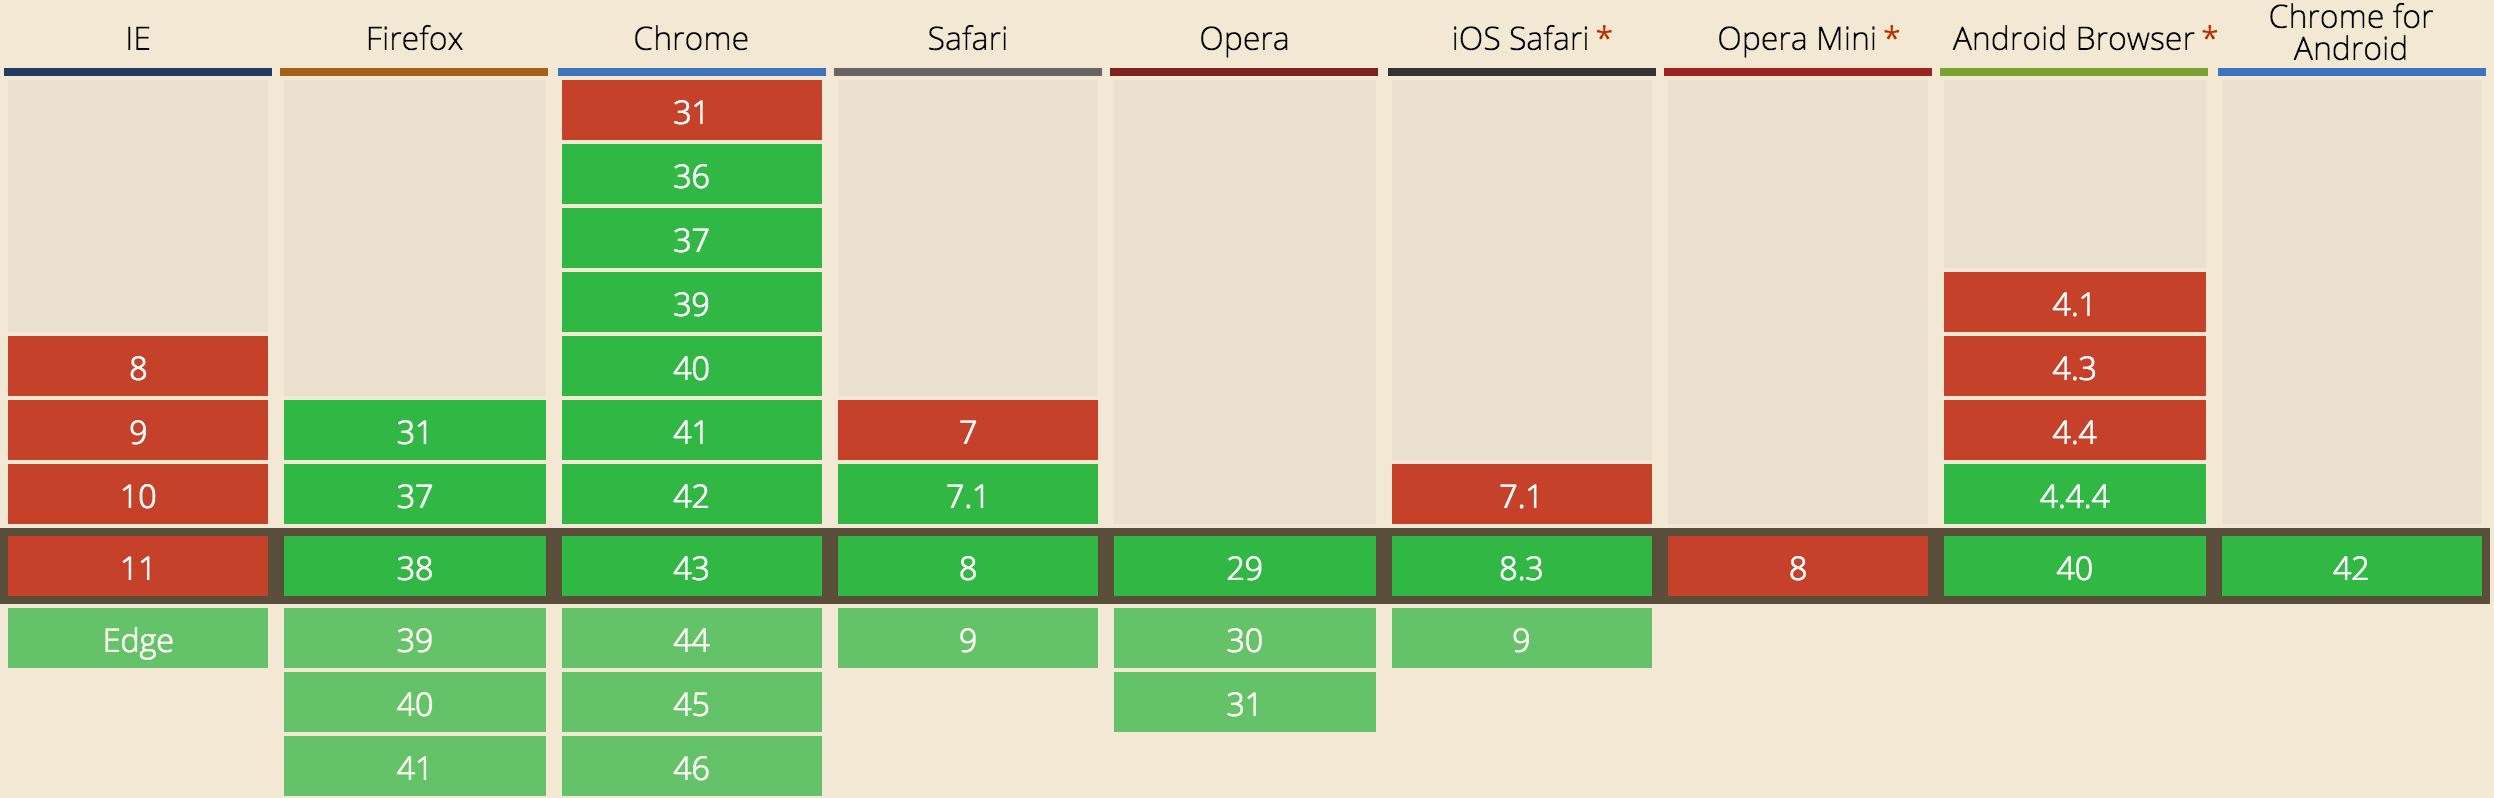 IE Firefox Chrome Safari Opera iOS Safari * Opera Mini * Android Browser * Chrome for
Android
31
36
37
39 4.1
8 40 4.3
9 31 41 7 4.4
10 37 42 7.1 7.1 4.4.4
11 38 43 8 29 8.3 8 40 42
Edge 39 44 9 30 9
40 45 31
41 46